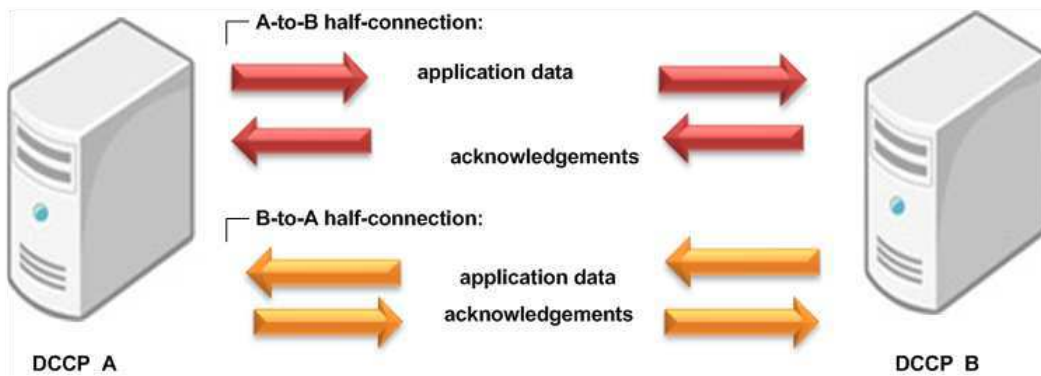 A-to-B half-connection:
application data
acknowledgements
B-to-A half-connection:
application data
acknowledgements
DCCP A
DCCP B